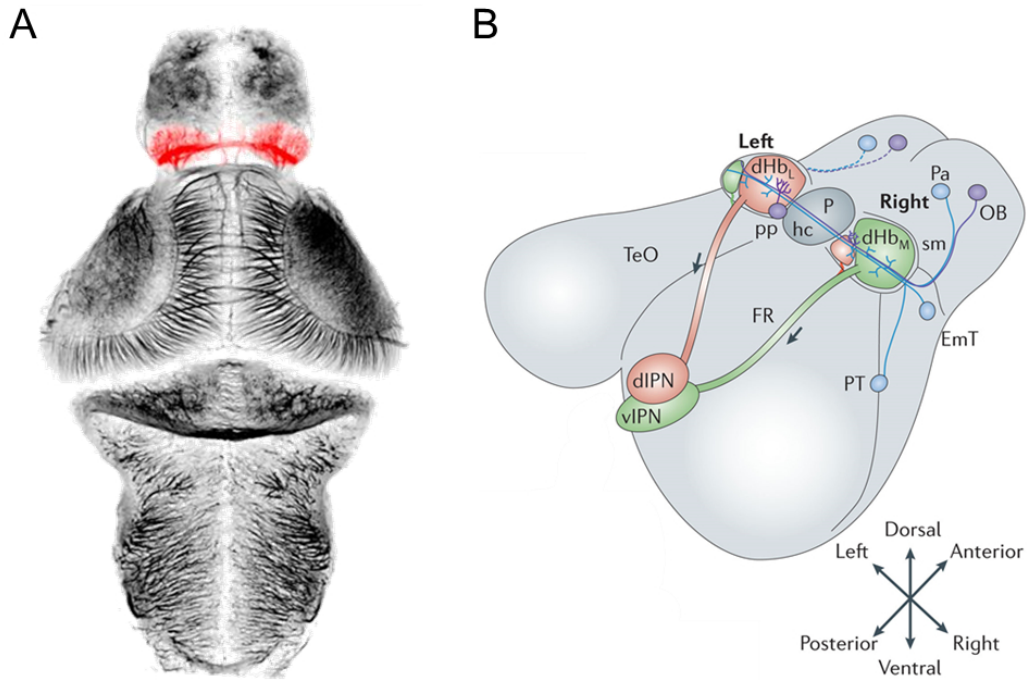 A
B
Left
dHbL
Pa
Right
P
OB
pp
hc
dHbM
sm
TeO
FR
EmT
dIPN
PT
vIPN
Dorsal
Left
Anterior
Posterior
Right
Ventral